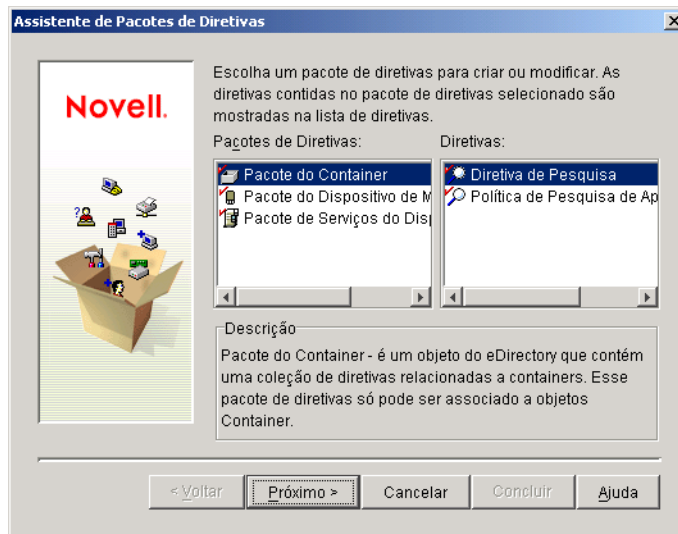 Assistente de Pacotes de Diretivas
Novell.
Escolha um pacote de diretivas para criar ou modificar. As
diretivas contidas no pacote de diretivas selecionado são
mostradas na lista de diretivas.
Pacotes de Diretivas:
Diretivas:
Pacote do Container
Pacote do Dispositivo de M
Pacote de Serviços do Disp
Diretiva de Pesquisa
Política de Pesquisa de Ap
Descrição
Pacote do Container - é um objeto do eDirectory que contém
uma coleção de diretivas relacionadas a containers. Esse
pacote de diretivas só pode ser associado a objetos
Container.
< Voltar
Próximo >
Cancelar
Concluir
Ajuda